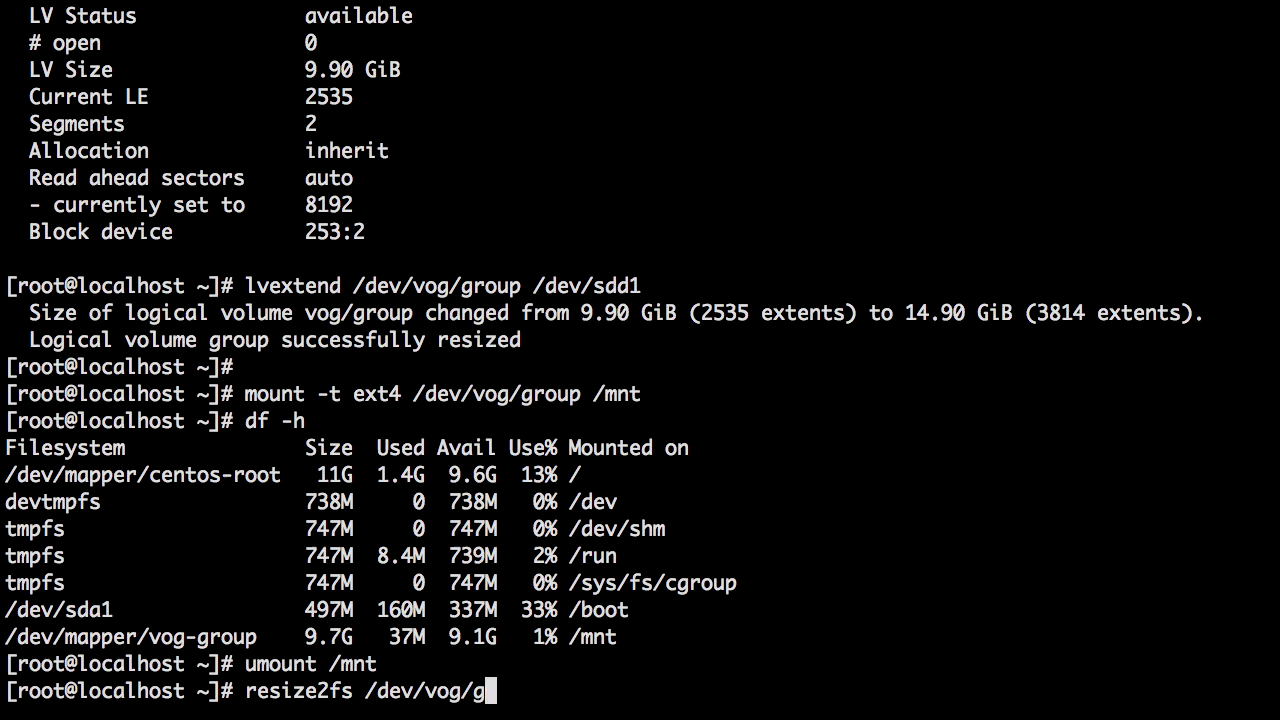 LV Status              available
# open                 0
LV Size                9.90 GiB
Current LE             2535
Segments               2
Allocation             inherit
Read ahead sectors     auto
- currently set to     8192
Block device           253:2
[root@localhost ~]# lvextend /dev/vog/group /dev/sdd1
Size of logical volume vog/group changed from 9.90 GiB (2535 extents) to 14.90 GiB (3814 extents).
Logical volume group successfully resized
[root@localhost ~]#
[root@localhost ~]# mount -t ext4 /dev/vog/group /mnt
[root@localhost ~]# df -h
Filesystem               Size  Used Avail Use% Mounted on
/dev/mapper/centos-root   11G  1.4G  9.6G  13% /
devtmpfs                 738M     0  738M   0% /dev
tmpfs                    747M     0  747M   0% /dev/shm
tmpfs                    747M  8.4M  739M   2% /run
tmpfs                    747M     0  747M   0% /sys/fs/cgroup
/dev/sda1                497M  160M  337M  33% /boot
/dev/mapper/vog-group    9.7G   37M  9.1G   1% /mnt
[root@localhost ~]# umount /mnt
[root@localhost ~]# resize2fs /dev/vog/g